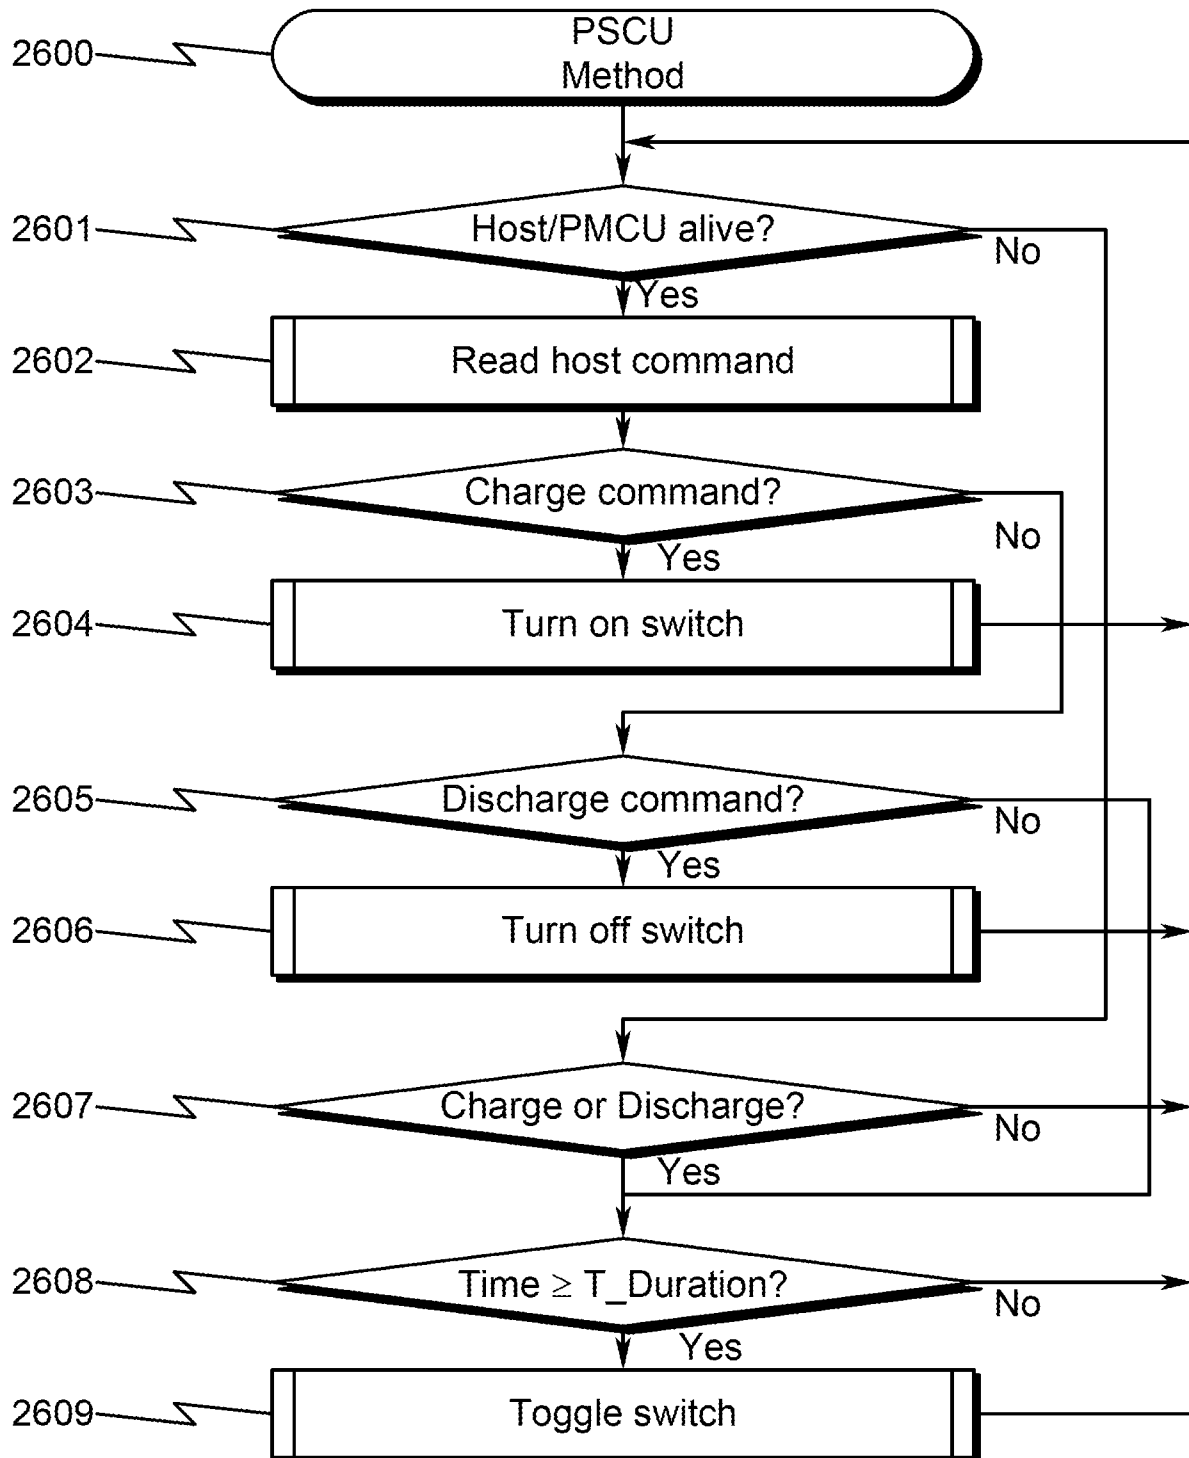 2600
PSCU
Method
2601
Host/PMCU alive?
No
Yes
2602
Read host command
2603
Charge command?
No
Yes
2604
Turn on switch
2605
Discharge command?
No
Yes
2606
Turn off switch
2607
Charge or Discharge?
No
Yes
2608
Time ≥ T_Duration?
No
Yes
2609
Toggle switch